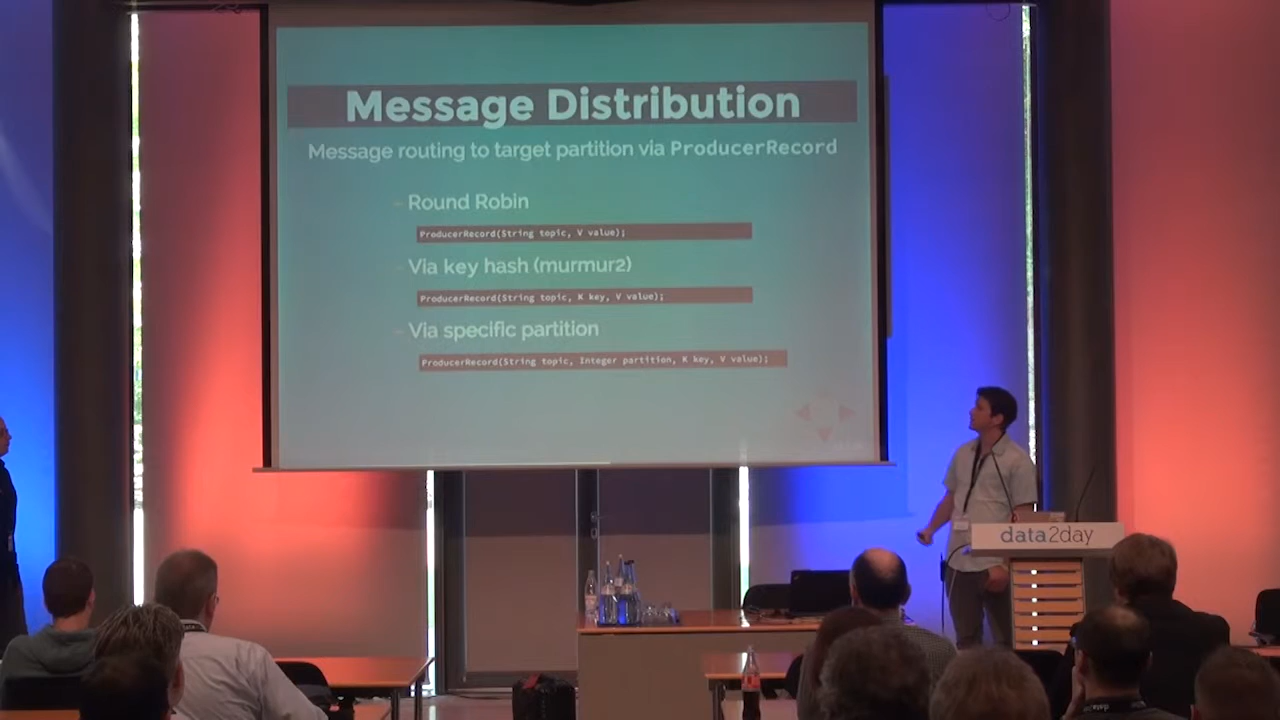 Message Distribution
Message routing to target partition via ProducerRecord
– Round Robin
ProducerRecord(String topic, V value);
– Via key hash (murmur2)
ProducerRecord(String topic, K key, V value);
– Via specific partition
ProducerRecord(String topic, Integer partition, K key, V value);
data2day